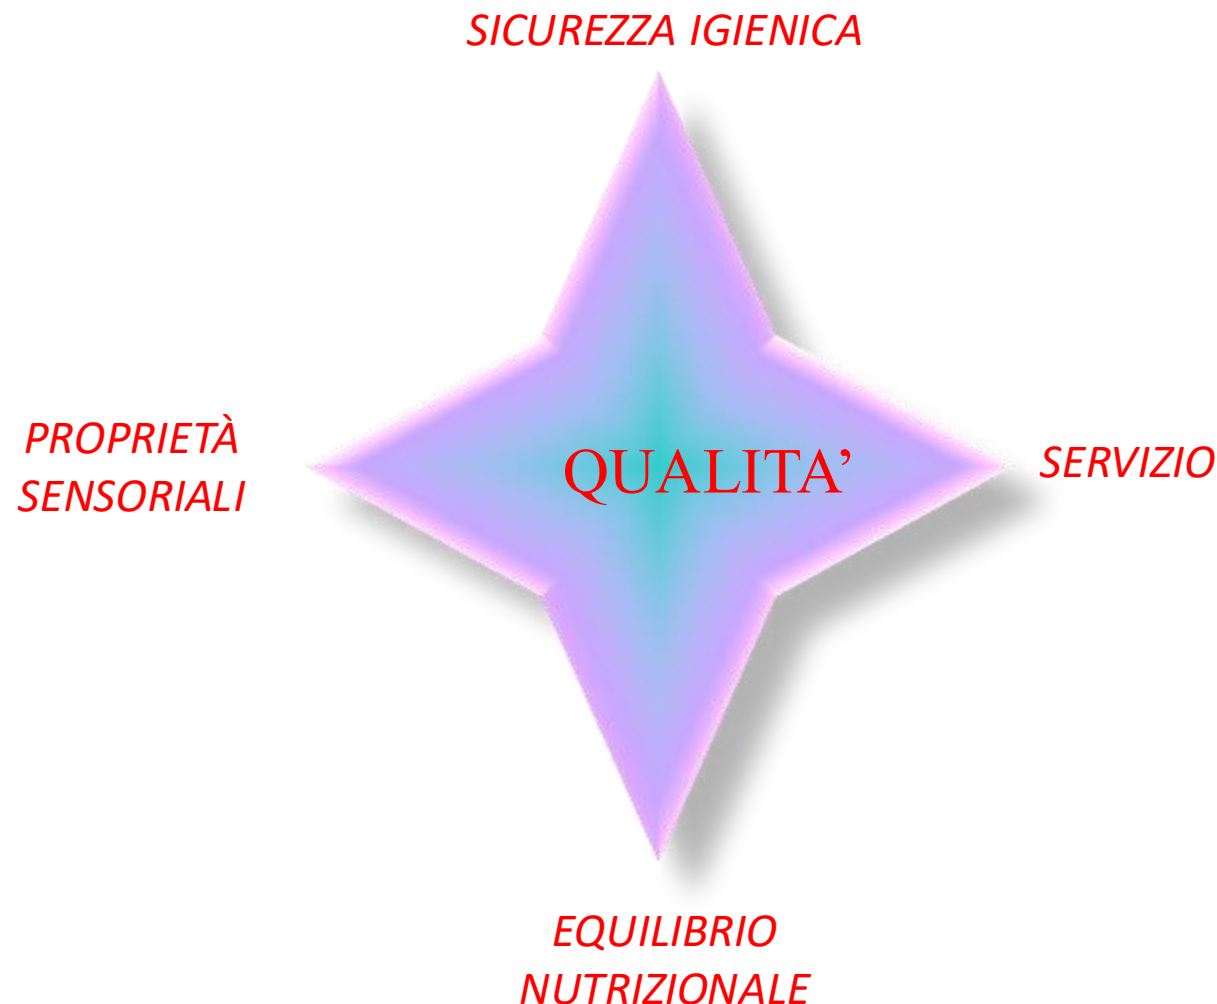 SICUREZZA IGIENICA
PROPRIETÀ
SENSORIALI
QUALITA’
SERVIZIO
EQUILIBRIO
NUTRIZIONALE